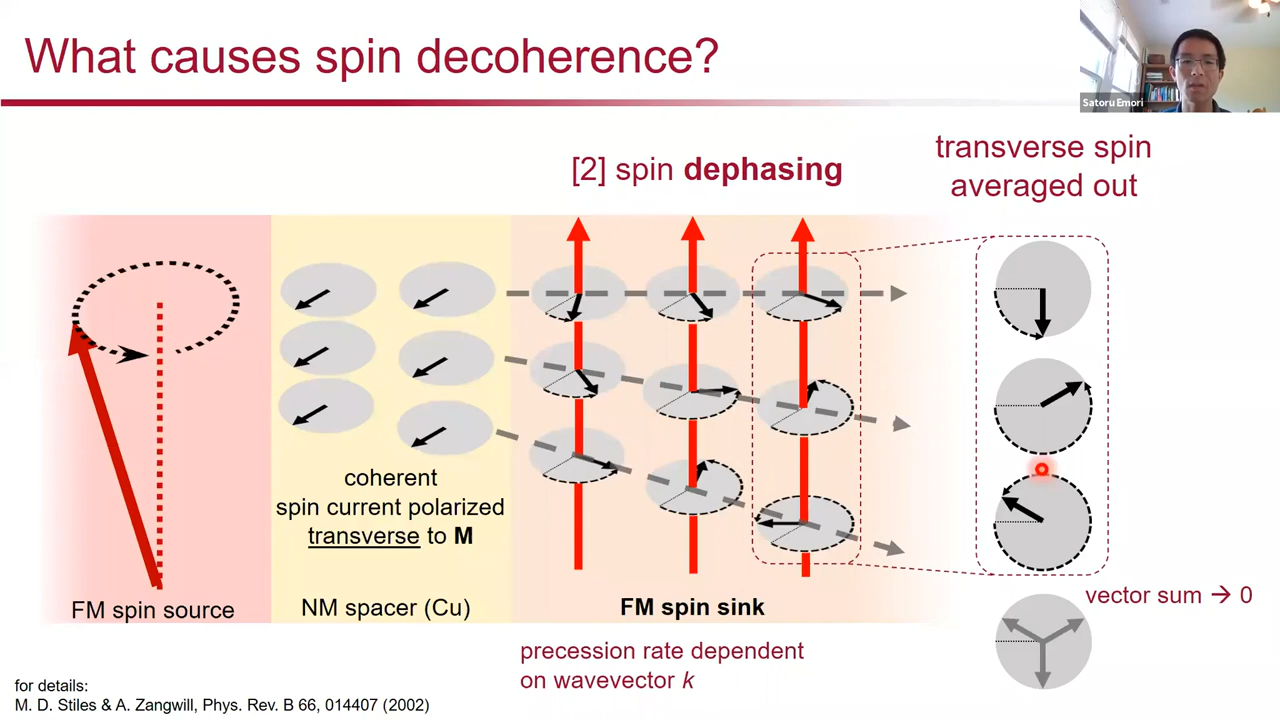 What causes spin decoherence?
Satoru Emori
[2] spin dephasing
transverse spin
averaged out
coherent
spin current polarized
transverse to M
FM spin source
NM spacer (Cu)
FM spin sink
vector sum → 0
precession rate dependent
on wavevector k
for details:
M. D. Stiles & A. Zangwill, Phys. Rev. B 66, 014407 (2002)